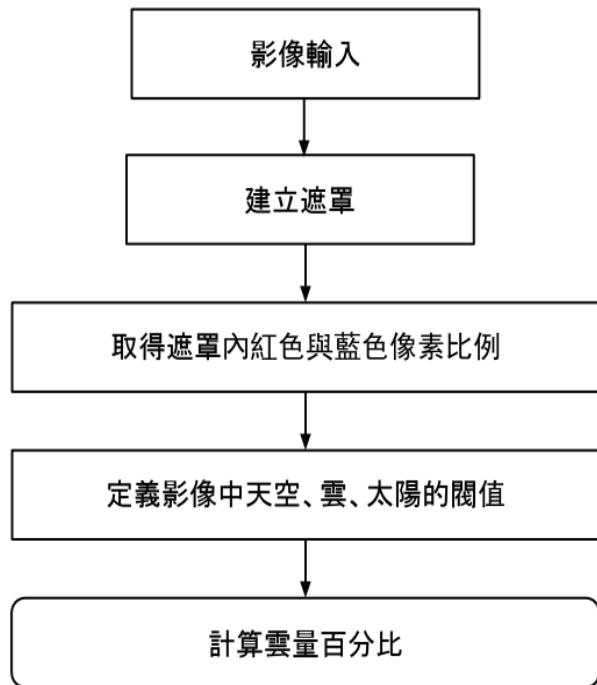 影像輸入
建立遮罩
取得遮罩內紅色與藍色像素比例
定義影像中天空、雲、太陽的閥值
計算雲量百分比